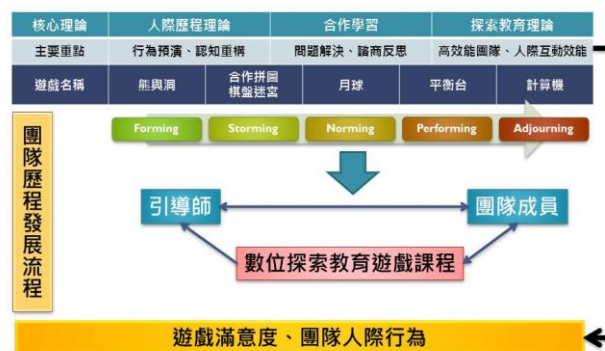 核心理論 人際歷程理論 合作學習 探索教育理論
主要重點 行為預演、認知重構 問題解決、論商反思 高效能團隊、人際互動效能
遊戲名稱 熊與洞 合作拼圖 棋盤迷宮 月球 平衡台 計算機
團隊歷程發展流程
Forming Storming Norming Performing Adjourning
引導師 團隊成員
數位探索教育遊戲課程
遊戲滿意度、團隊人際行為